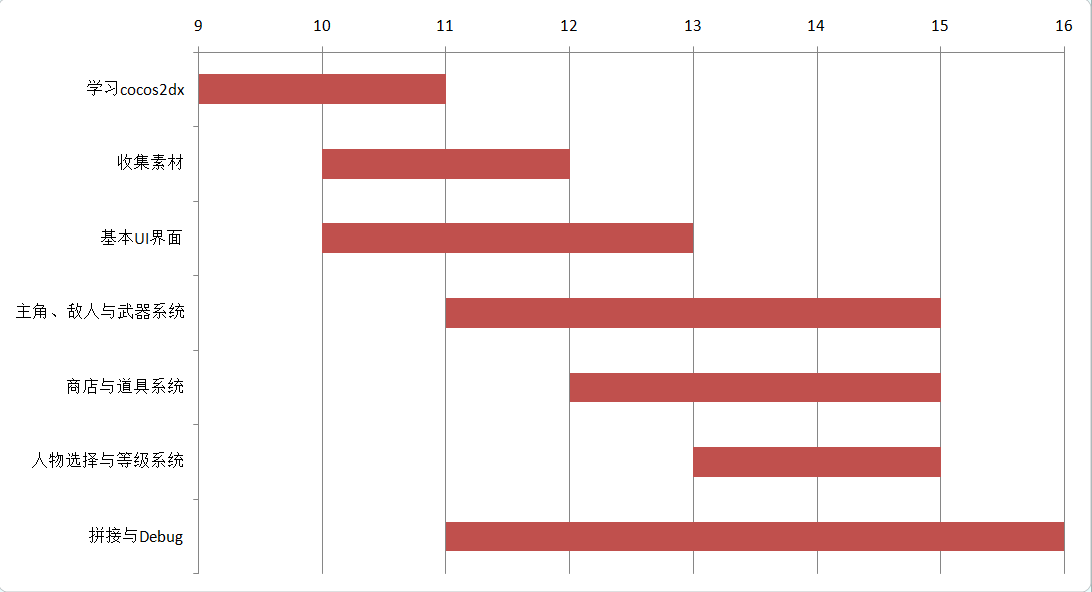 9 10 11 12 13 14 15 16
学习cocos2dx
收集素材
基本UI界面
主角、敌人与武器系统
商店与道具系统
人物选择与等级系统
拼接与Debug